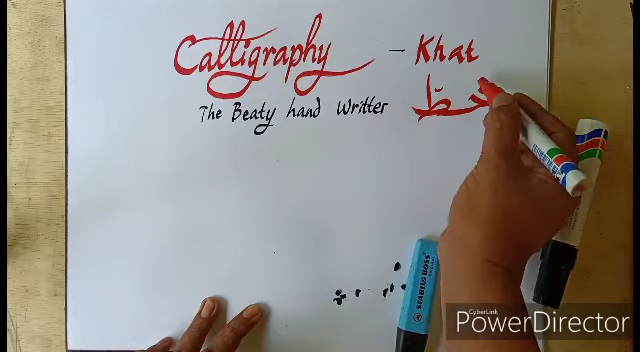 Calligraphy – Khat
خطّ
The Beaty hand Writter
STABILO BOSS
CyberLink
PowerDirector